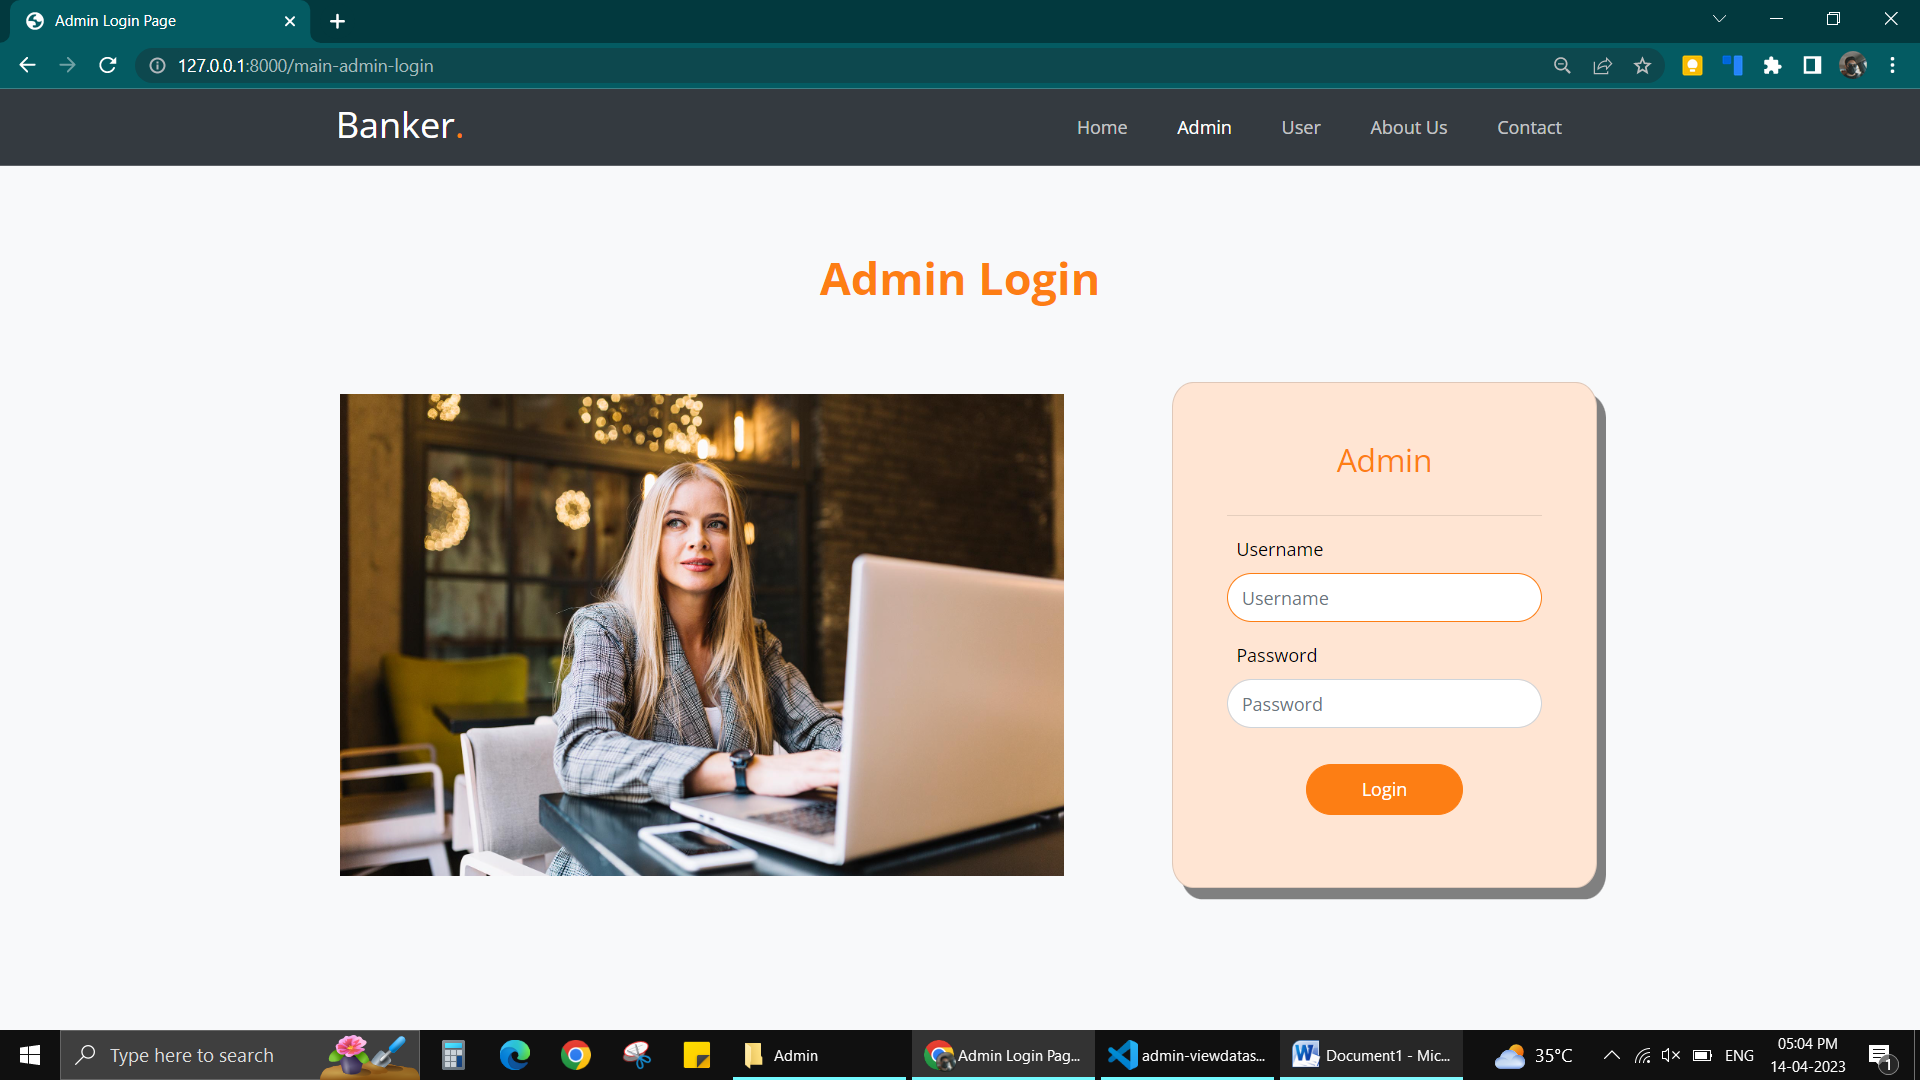 Admin Login Page
127.0.0.1:8000/main-admin-login
Banker.
Home Admin User About Us Contact
Admin Login
Admin
Username
Username
Password
Password
Login
Type here to search
Admin
Admin Login Pag...
admin-viewdatas...
Document1 - Mic...
35°C
ENG
05:04 PM
14-04-2023
1